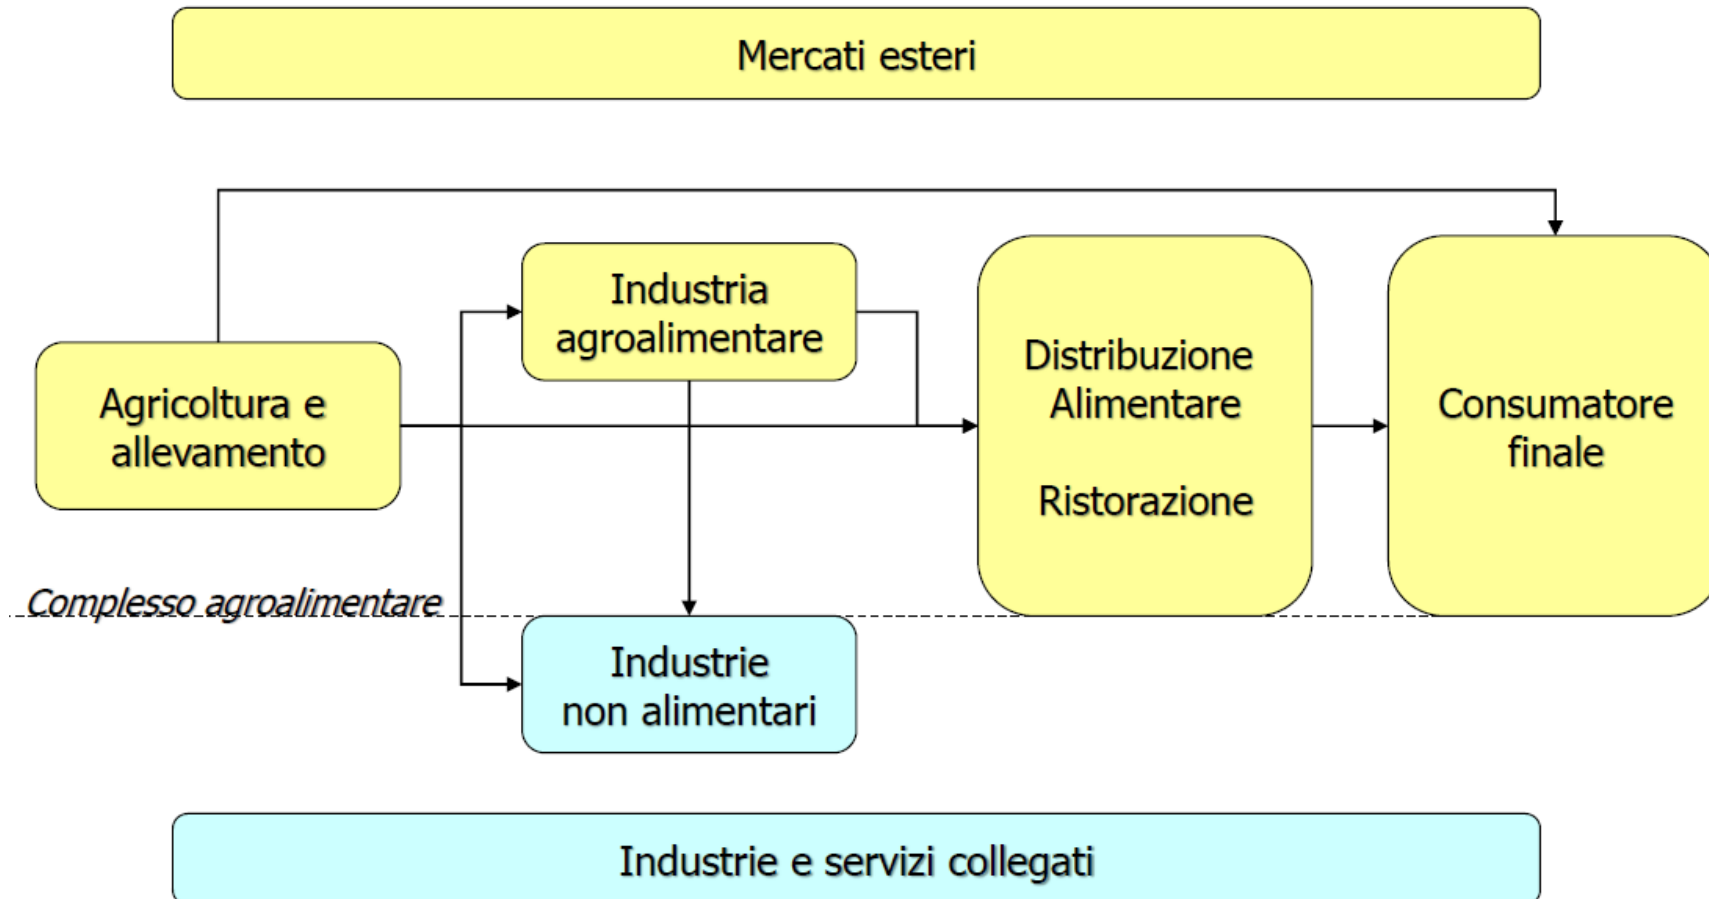 Mercati esteri
Industria
agroalimentare
Agricoltura e
allevamento
Distribuzione
Alimentare
Ristorazione
Consumatore
finale
Complesso agroalimentare
Industrie
non alimentari
Industrie e servizi collegati